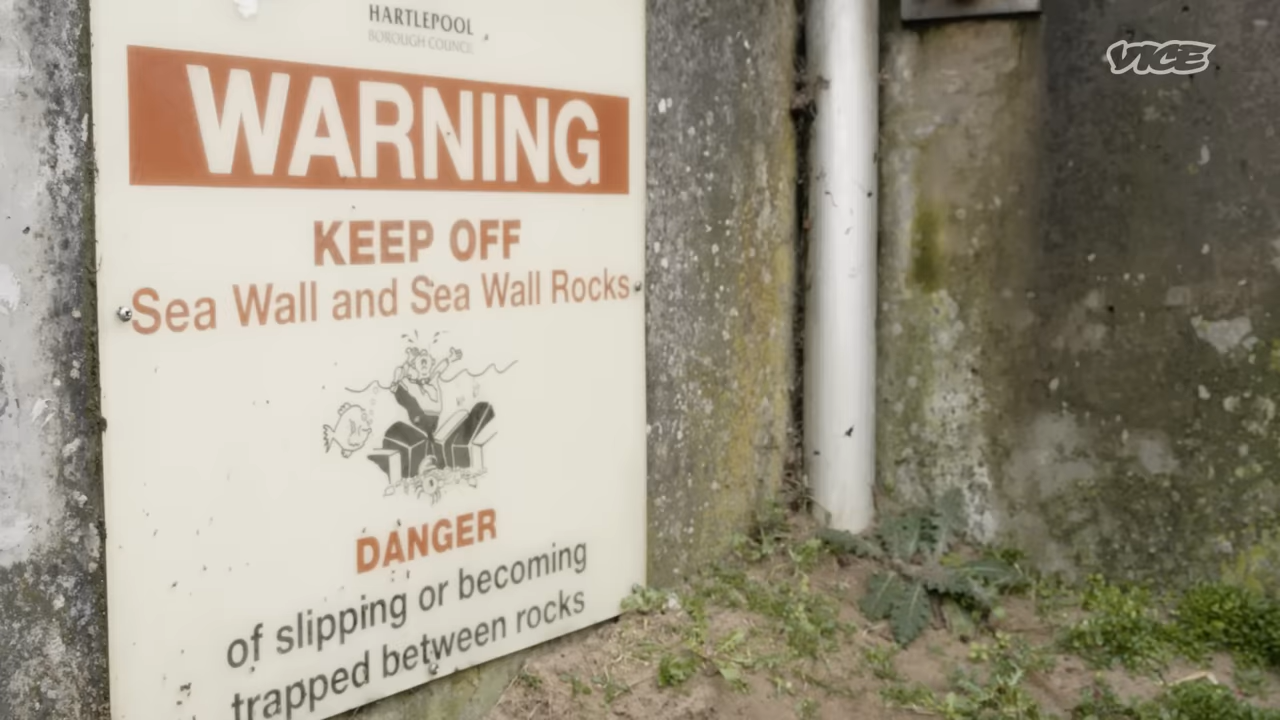 HARTLEPOOL
BOROUGH COUNCIL
VICE
WARNING
KEEP OFF
Sea Wall and Sea Wall Rocks
DANGER
of slipping or becoming
trapped between rocks